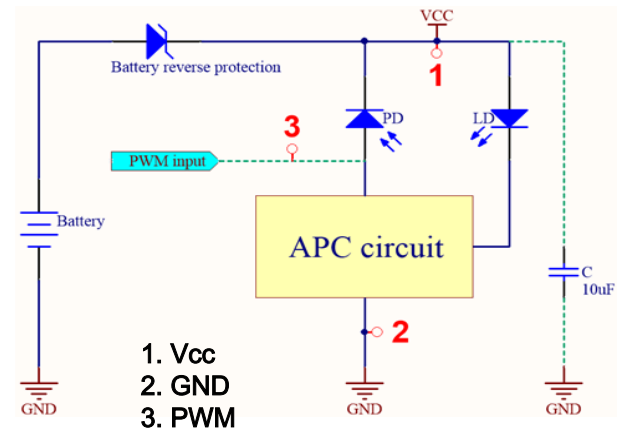 VCC
Battery reverse protection
1
PD
LD
3
PWM input
Battery
APC circuit
C
10uF
2
1. Vcc
2. GND
3. PWM
GND
GND
GND